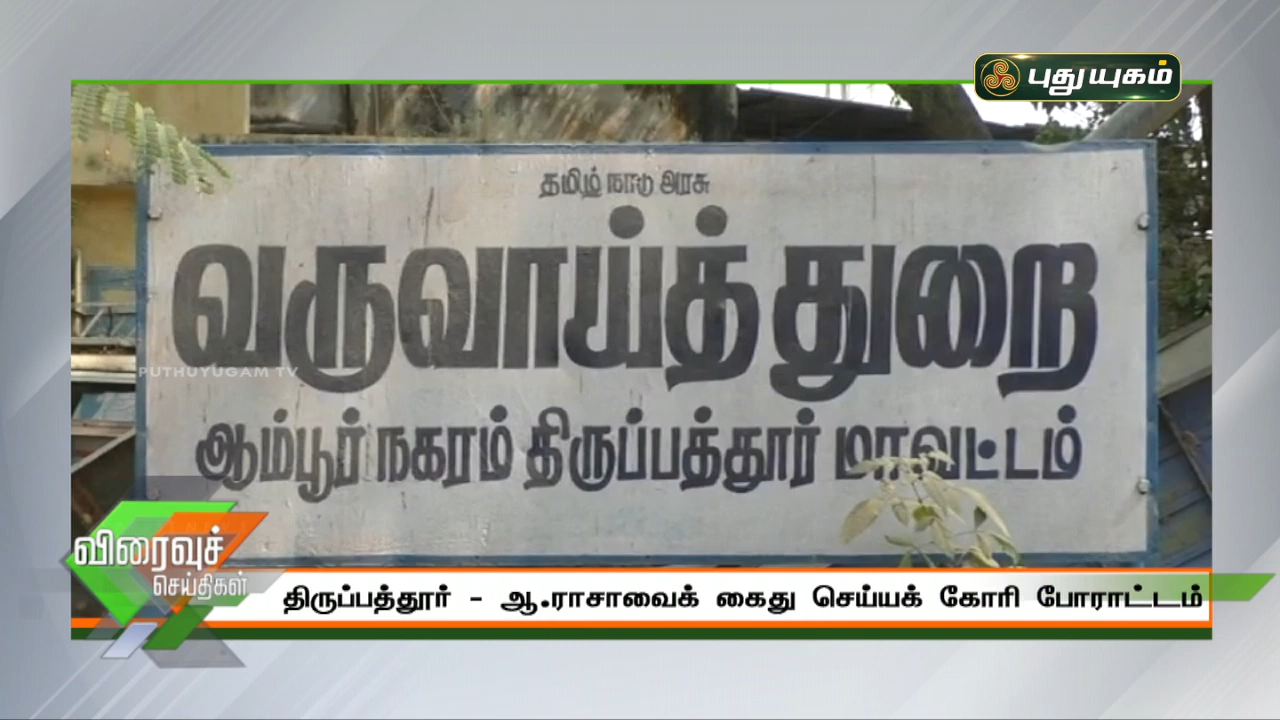 புதுயுகம்
தமிழ் நாடு அரசு
வருவாய்த்துறை
PUTHUYUGAM TV
ஆம்பூர் நகரம் திருப்பத்தூர் மாவட்டம்
விரைவுச்
செய்திகள்
திருப்பத்தூர் - ஆ.ராசாவைக் கைது செய்யக் கோரி போராட்டம்